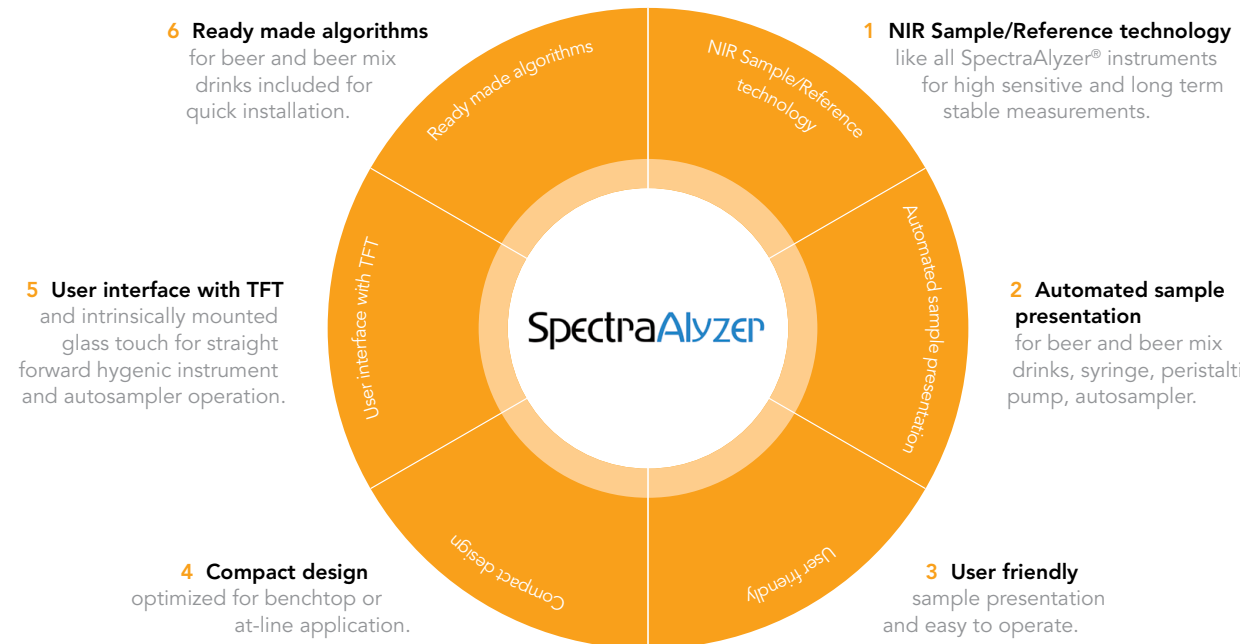 6 Ready made algorithms
for beer and beer mix
drinks included for
quick installation.
1 NIR Sample/Reference technology
like all SpectraAlyzer® instruments
for high sensitive and long term
stable measurements.
Ready made algorithms
NIR Sample/Reference
technology
5 User interface with TFT
and intrinsically mounted
glass touch for straight
forward hygenic instrument
and autosampler operation.
User interface with TFT
SpectraAlyzer
Automated sample presentation
2 Automated sample
presentation
for beer and beer mix
drinks, syringe, peristalti
pump, autosampler.
4 Compact design
optimized for benchtop or
at-line application.
Compact design
User friendly
3 User friendly
sample presentation
and easy to operate.